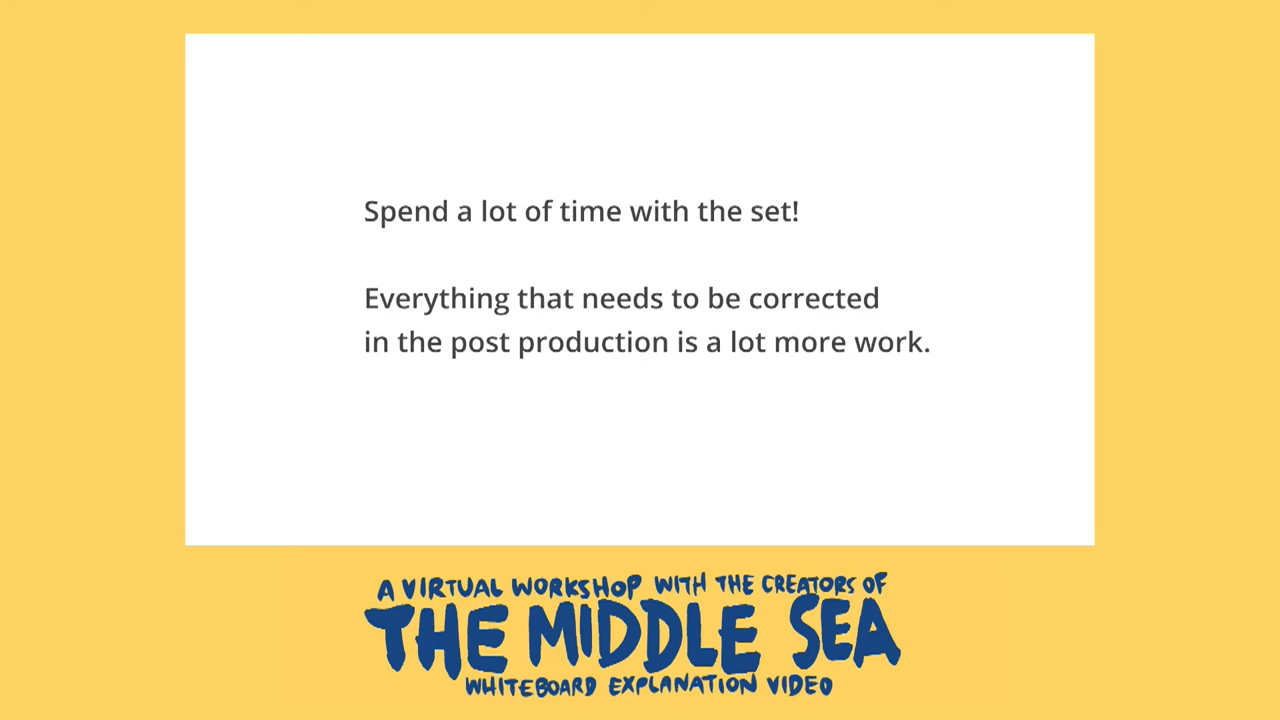 Spend a lot of time with the set!
Everything that needs to be corrected
in the post production is a lot more work.
A VIRTUAL WORKSHOP WITH THE CREATORS OF
THE MIDDLE SEA
WHITEBOARD EXPLANATION VIDEO